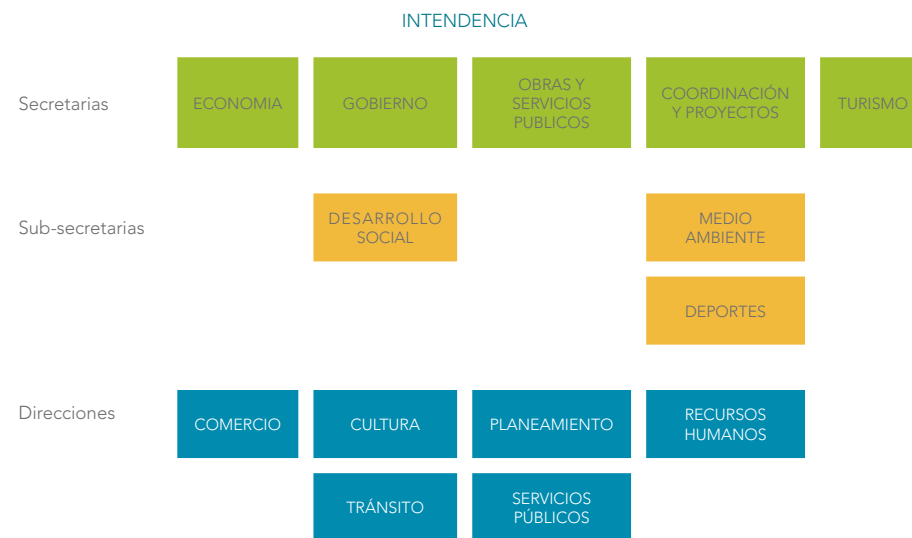 INTENDENCIA
Secretarias
ECONOMIA
GOBIERNO
OBRAS Y
SERVICIOS
PUBLICOS
COORDINACIÓN
Y PROYECTOS
TURISMO
Sub-secretarias
DESARROLLO
SOCIAL
MEDIO
AMBIENTE
DEPORTES
Direcciones
COMERCIO
CULTURA
PLANEAMIENTO
RECURSOS
HUMANOS
TRÁNSITO
SERVICIOS
PÚBLICOS